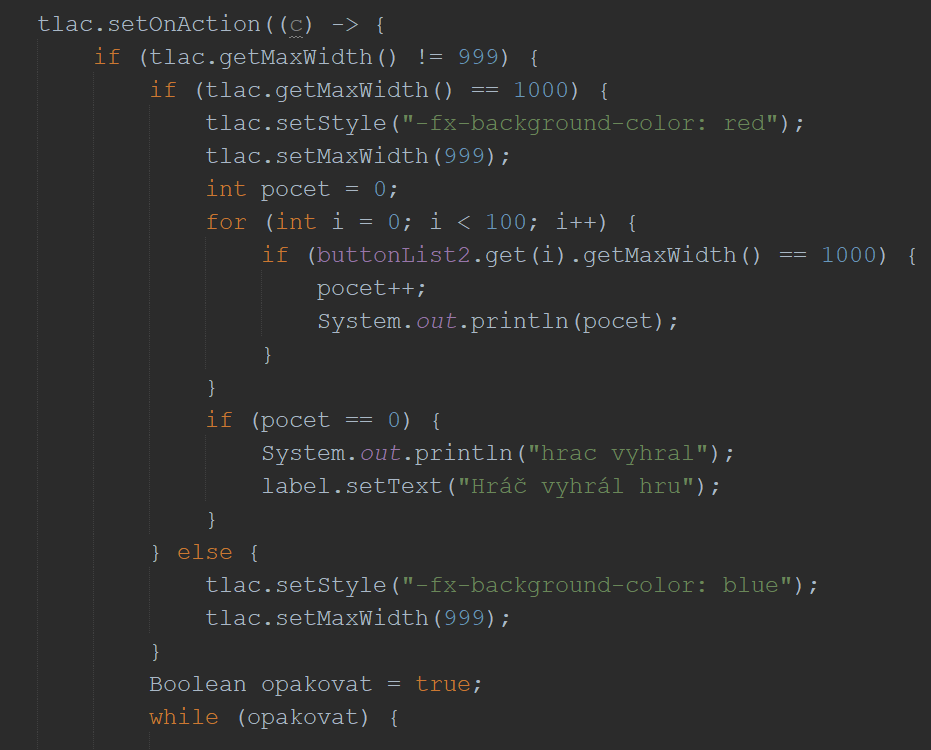 tlac.setOnAction((c) -> {
    if (tlac.getMaxWidth() != 999) {
        if (tlac.getMaxWidth() == 1000) {
            tlac.setStyle("-fx-background-color: red");
            tlac.setMaxWidth(999);
            int pocet = 0;
            for (int i = 0; i < 100; i++) {
                if (buttonList2.get(i).getMaxWidth() == 1000) {
                    pocet++;
                    System.out.println(pocet);
                }
            }
            if (pocet == 0) {
                System.out.println("hrac vyhral");
                label.setText("Hráč vyhrál hru");
            }
        } else {
            tlac.setStyle("-fx-background-color: blue");
            tlac.setMaxWidth(999);
        }
        Boolean opakovat = true;
        while (opakovat) {